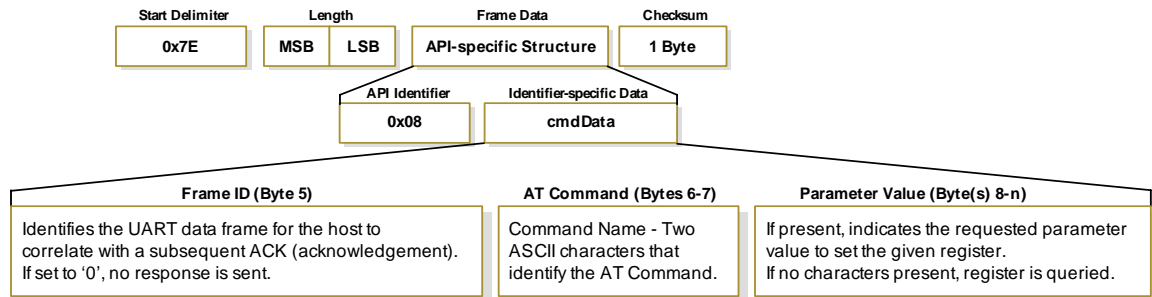 Start Delimiter Length Frame Data Checksum
0x7E MSB LSB API-specific Structure 1 Byte
API Identifier Identifier-specific Data
0x08 cmdData
Frame ID (Byte 5)
Identifies the UART data frame for the host to
correlate with a subsequent ACK (acknowledgement).
If set to ‘0’, no response is sent.
AT Command (Bytes 6-7)
Command Name - Two
ASCII characters that
identify the AT Command.
Parameter Value (Byte(s) 8-n)
If present, indicates the requested parameter
value to set the given register.
If no characters present, register is queried.